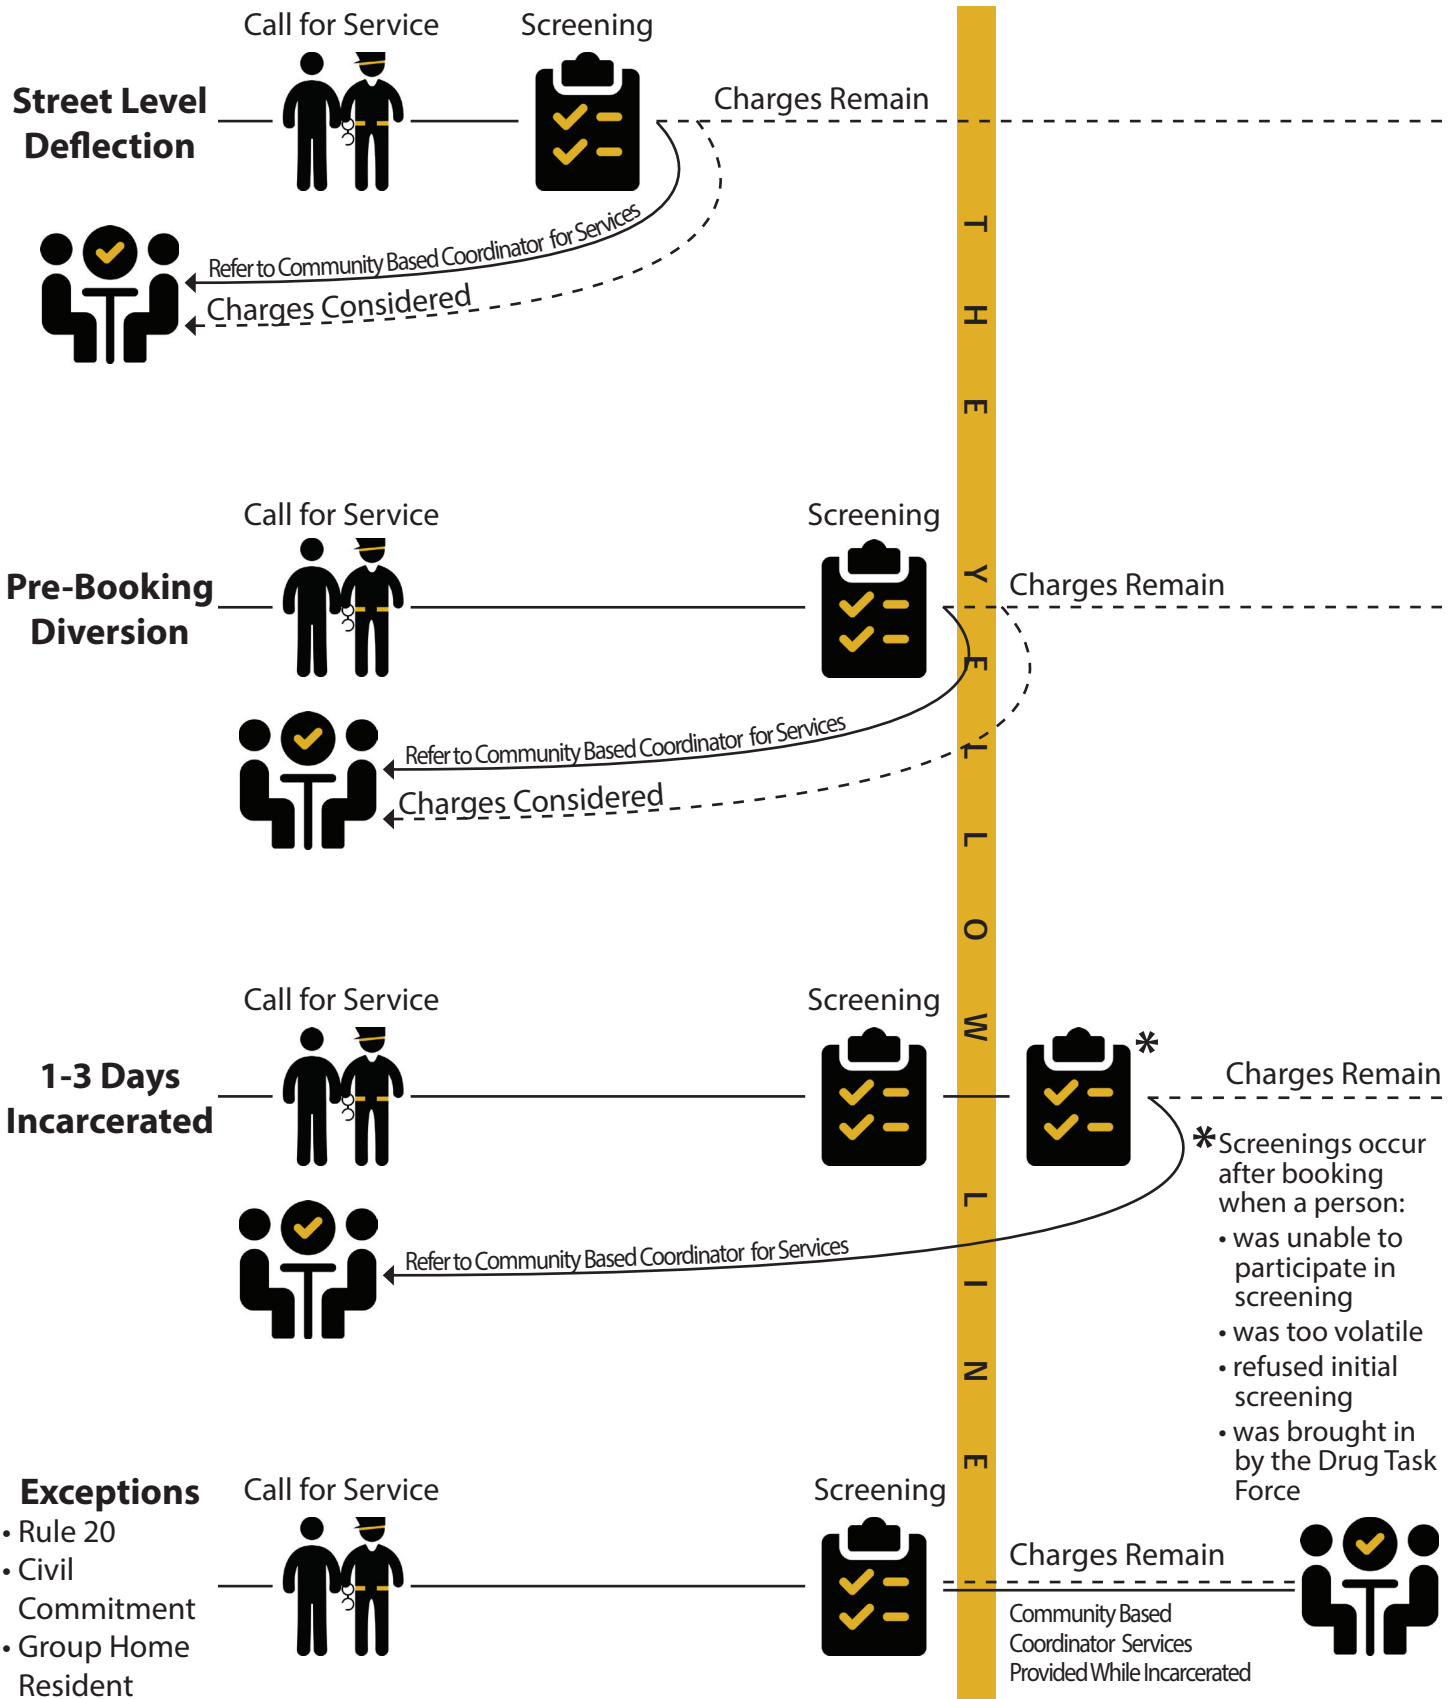 Call for Service
Screening
Street Level
Deflection
Charges Remain
Refer to Community Based Coordinator for Services
Charges Considered
THE YELLOW LINE
Call for Service
Screening
Pre-Booking
Diversion
Charges Remain
Refer to Community Based Coordinator for Services
Charges Considered
Call for Service
Screening
1-3 Days
Incarcerated
*
Charges Remain
Refer to Community Based Coordinator for Services
*Screenings occur
after booking
when a person:
• was unable to
participate in
screening
• was too volatile
• refused initial
screening
• was brought in
by the Drug Task
Force
Exceptions
• Rule 20
• Civil
Commitment
• Group Home
Resident
Call for Service
Screening
Charges Remain
Community Based
Coordinator Services
Provided While Incarcerated